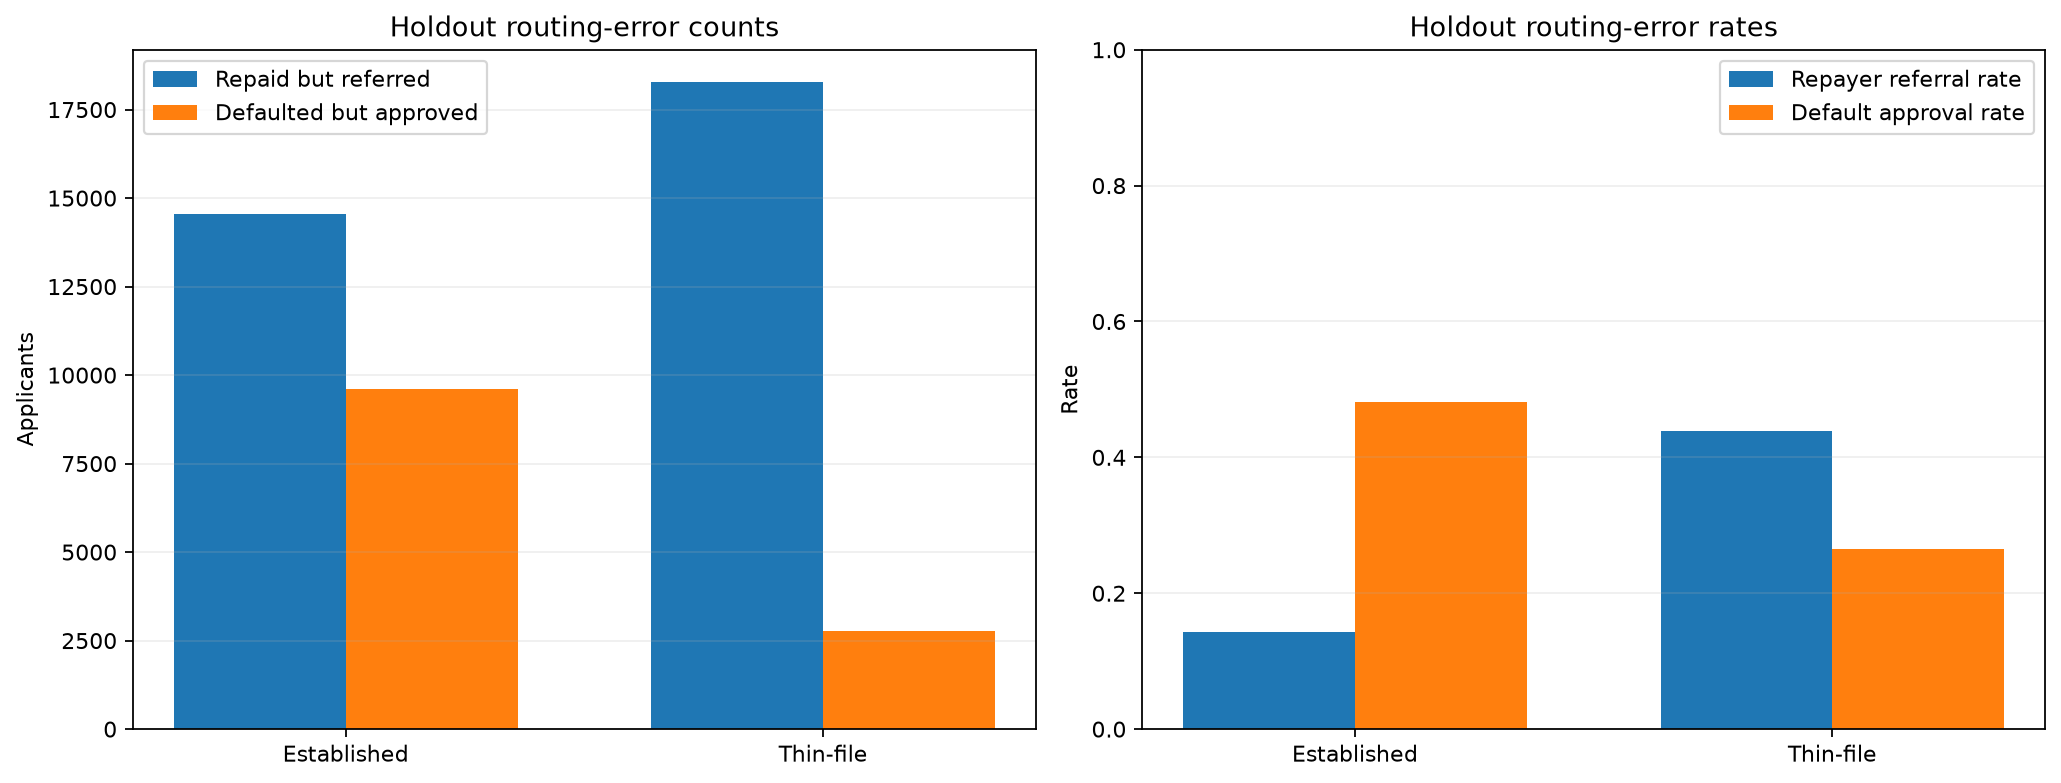 Holdout routing-error counts
Repaid but referred
Defaulted but approved
17500
15000
12500
10000
7500
5000
2500
0
Applicants
Established
Thin-file
Holdout routing-error rates
Repayer referral rate
Default approval rate
1.0
0.8
0.6
0.4
0.2
0.0
Rate
Established
Thin-file